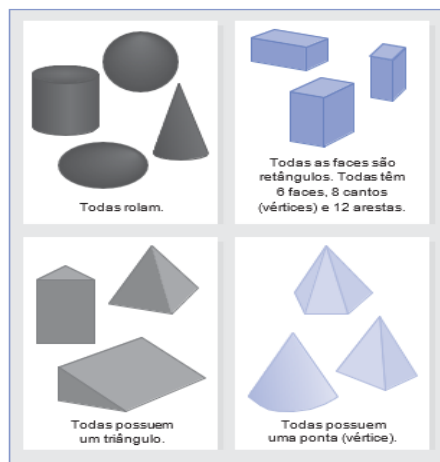 Todas rolam.
Todas as faces são
retângulos. Todas têm
6 faces, 8 cantos
(vértices) e 12 arestas.
Todas possuem
um triângulo.
Todas possuem
uma ponta (vértice).